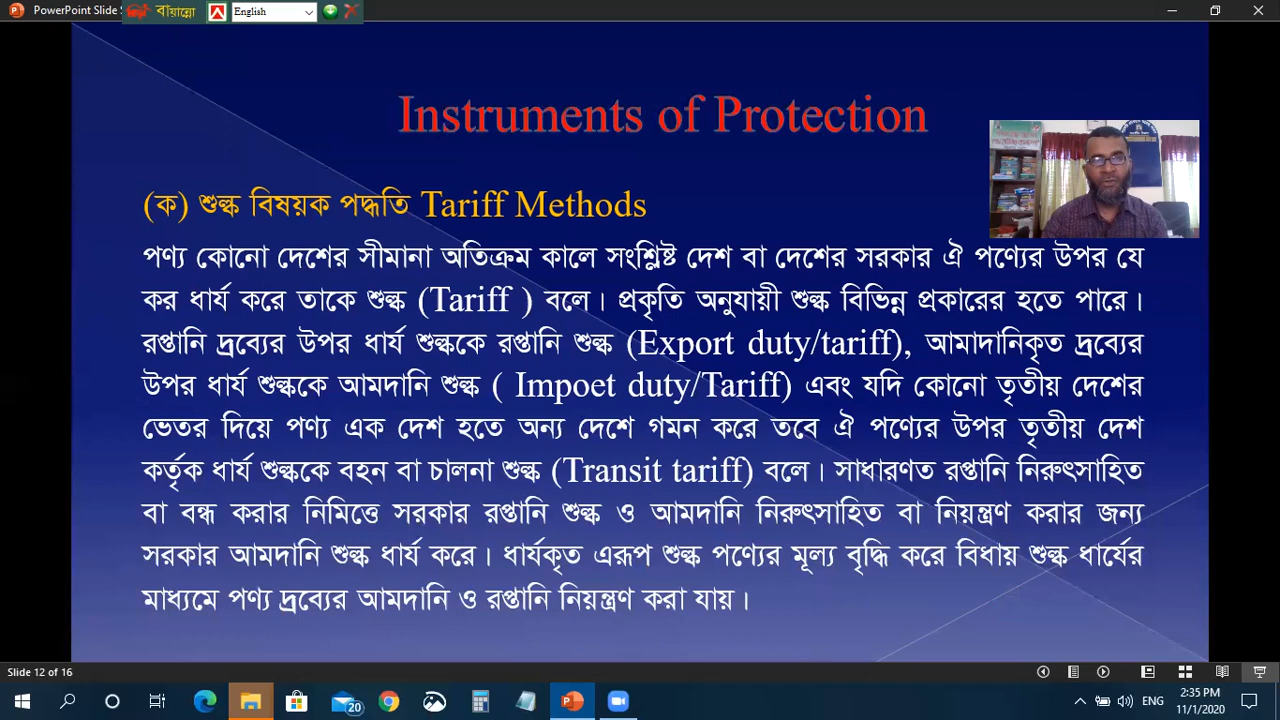 PowerPoint Slide S
বায়ান্নো
English
Instruments of Protection
(ক) শুল্ক বিষয়ক পদ্ধতি Tariff Methods
পণ্য কোনো দেশের সীমানা অতিক্রম কালে সংশ্লিষ্ট দেশ বা দেশের সরকার ঐ পণ্যের উপর যে
কর ধার্য করে তাকে শুল্ক (Tariff ) বলে। প্রকৃতি অনুযায়ী শুল্ক বিভিন্ন প্রকারের হতে পারে।
রপ্তানি দ্রব্যের উপর ধার্য শুল্ককে রপ্তানি শুল্ক (Export duty/tariff), আমাদানিকৃত দ্রব্যের
উপর ধার্য শুল্ককে আমদানি শুল্ক ( Impoet duty/Tariff) এবং যদি কোনো তৃতীয় দেশের
ভেতর দিয়ে পণ্য এক দেশ হতে অন্য দেশে গমন করে তবে ঐ পণ্যের উপর তৃতীয় দেশ
কর্তৃক ধার্য শুল্ককে বহন বা চালনা শুল্ক (Transit tariff) বলে। সাধারণত রপ্তানি নিরুৎসাহিত
বা বন্ধ করার নিমিত্তে সরকার রপ্তানি শুল্ক ও আমদানি নিরুৎসাহিত বা নিয়ন্ত্রণ করার জন্য
সরকার আমদানি শুল্ক ধার্য করে। ধার্যকৃত এরূপ শুল্ক পণ্যের মূল্য বৃদ্ধি করে বিধায় শুল্ক ধার্যের
মাধ্যমে পণ্য দ্রব্যের আমদানি ও রপ্তানি নিয়ন্ত্রণ করা যায়।
Slide 12 of 16
20
ENG
2:35 PM
11/1/2020